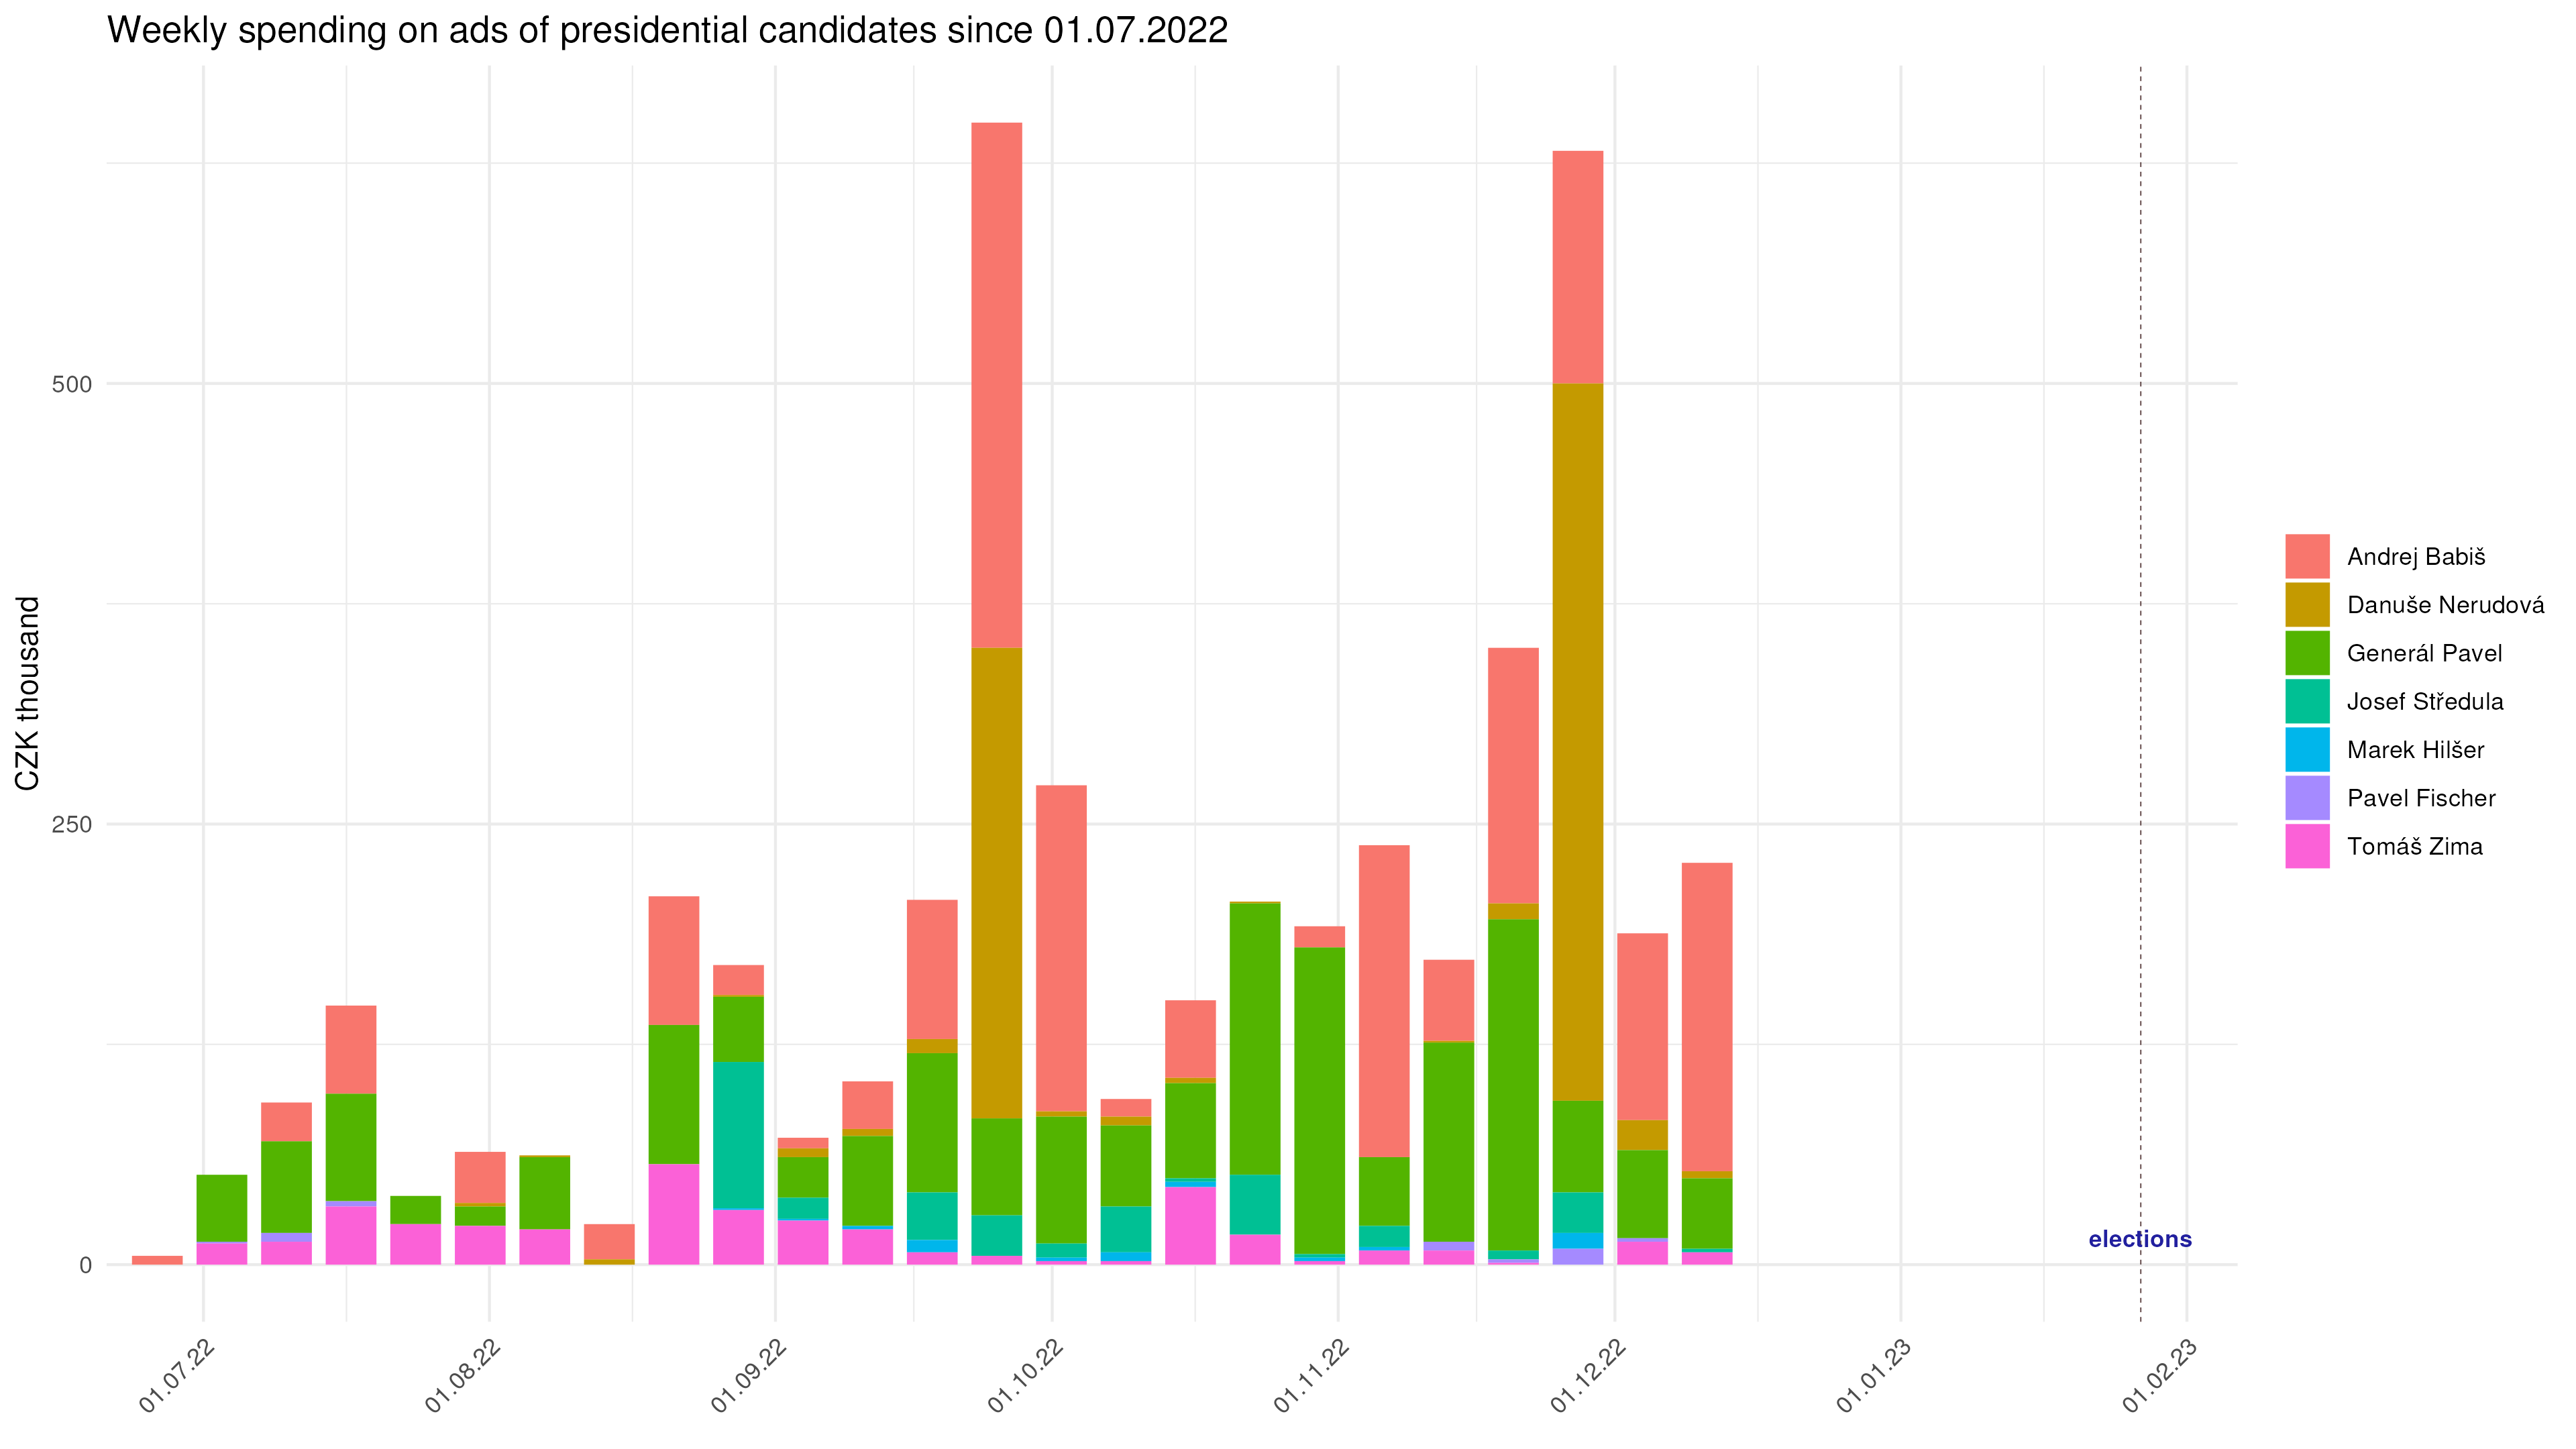 Weekly spending on ads of presidential candidates since 01.07.2022
CZK thousand
500
250
0
01.07.22
01.08.22
01.09.22
01.10.22
01.11.22
01.12.22
01.01.23
01.02.23
elections
Andrej Babiš
Danuše Nerudová
Generál Pavel
Josef Středula
Marek Hilšer
Pavel Fischer
Tomáš Zima